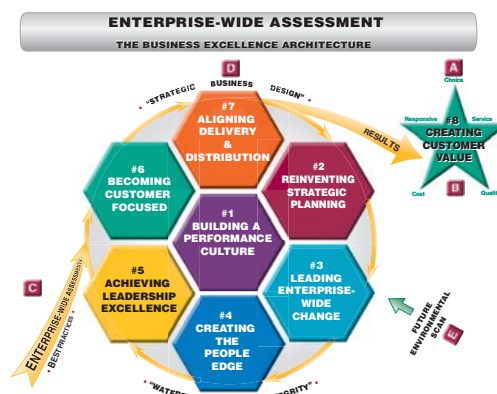 ENTERPRISE-WIDE ASSESSMENT
THE BUSINESS EXCELLENCE ARCHITECTURE
D
A
"STRATEGIC BUSINESS DESIGN"
Choice
Responsive
Service
#8
CREATING
CUSTOMER
VALUE
Cost
B
RESULTS
#7
ALIGNING
DELIVERY
&
DISTRIBUTION
#6
BECOMING
CUSTOMER
FOCUSED
#2
REINVENTING
STRATEGIC
PLANNING
#1
BUILDING A
PERFORMANCE
CULTURE
#5
ACHIEVING
LEADERSHIP
EXCELLENCE
#3
LEADING
ENTERPRISE-
WIDE
CHANGE
#4
CREATING
THE
PEOPLE
EDGE
C
ENTERPRISE-WIDE ASSESSMENT
• BEST PRACTICES •
FUTURE
ENVIRONMENTAL
SCAN
E